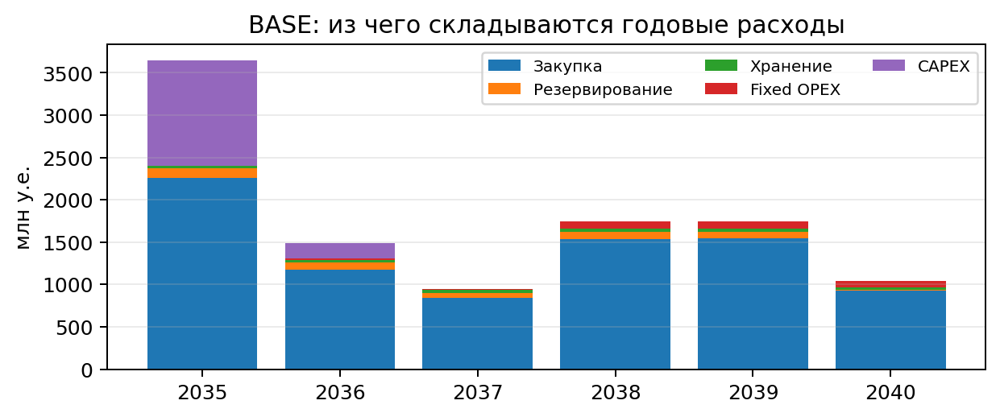 BASE: из чего складываются годовые расходы
млн у.е.
3500
3000
2500
2000
1500
1000
500
0
Закупка
Резервирование
Хранение
Fixed OPEX
CAPEX
2035 2036 2037 2038 2039 2040